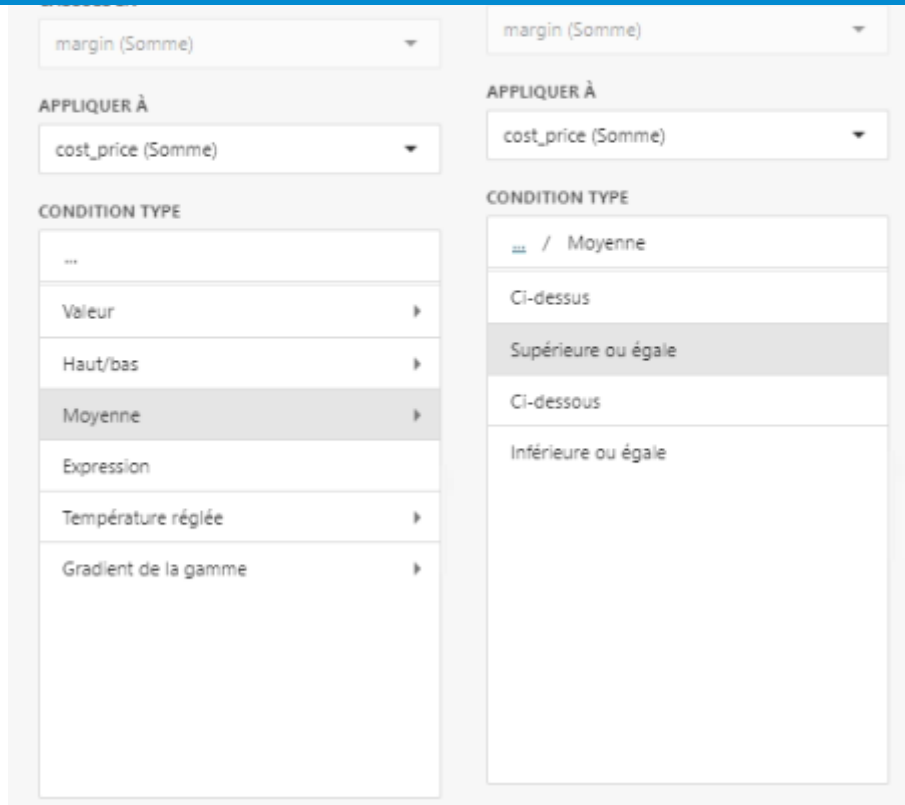 margin (Somme)
APPLIQUER À
cost_price (Somme)
CONDITION TYPE
...
Valeur
Haut/bas
Moyenne
Expression
Température réglée
Gradient de la gamme
margin (Somme)
APPLIQUER À
cost_price (Somme)
CONDITION TYPE
... / Moyenne
Ci-dessus
Supérieure ou égale
Ci-dessous
Inférieure ou égale